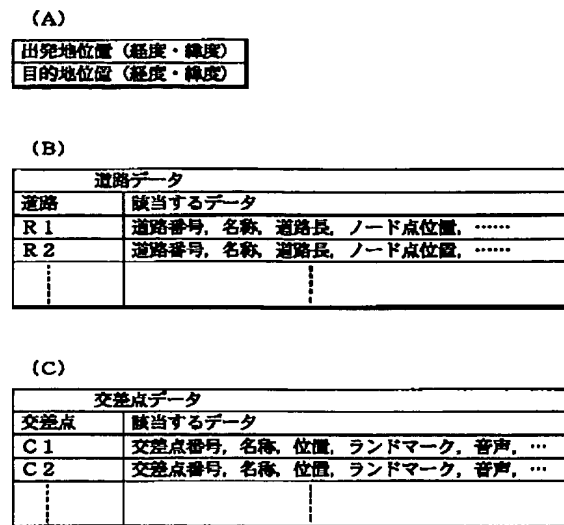 (A)
出発地位置（経度・緯度）
目的地位置（経度・緯度）
(B)
道路データ
道路 該当するデータ
R1 道路番号，名称，道路長，ノード点位置，……
R2 道路番号，名称，道路長，ノード点位置，……
(C)
交差点データ
交差点 該当するデータ
C1 交差点番号，名称，位置，ランドマーク，音声，…
C2 交差点番号，名称，位置，ランドマーク，音声，…